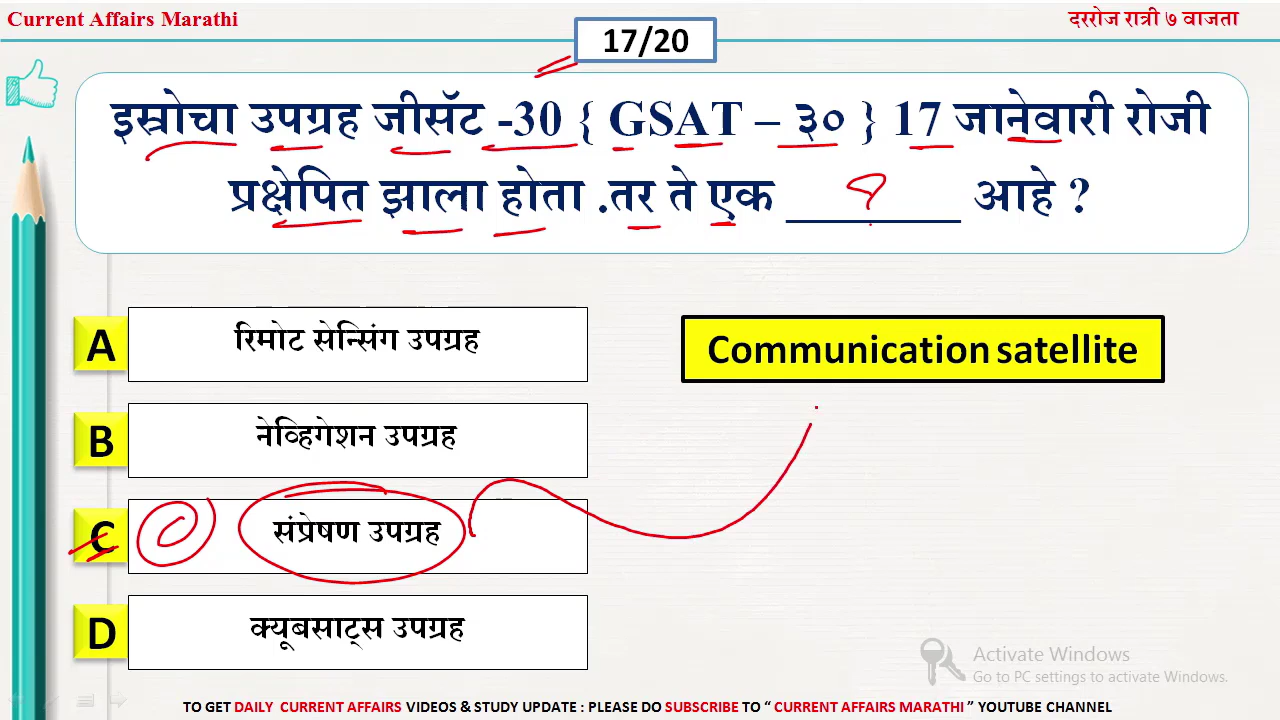 Current Affairs Marathi
दररोज रात्री ७ वाजता
17/20
इस्रोचा उपग्रह जीसॅट -30 { GSAT – ३० } 17 जानेवारी रोजी
प्रक्षेपित झाला होता .तर ते एक ________ आहे ?
?
A
रिमोट सेन्सिंग उपग्रह
Communication satellite
B
नेव्हिगेशन उपग्रह
C
संप्रेषण उपग्रह
D
क्यूबसाट्स उपग्रह
Activate Windows
Go to PC settings to activate Windows.
TO GET DAILY CURRENT AFFAIRS VIDEOS & STUDY UPDATE : PLEASE DO SUBSCRIBE TO “ CURRENT AFFAIRS MARATHI ” YOUTUBE CHANNEL